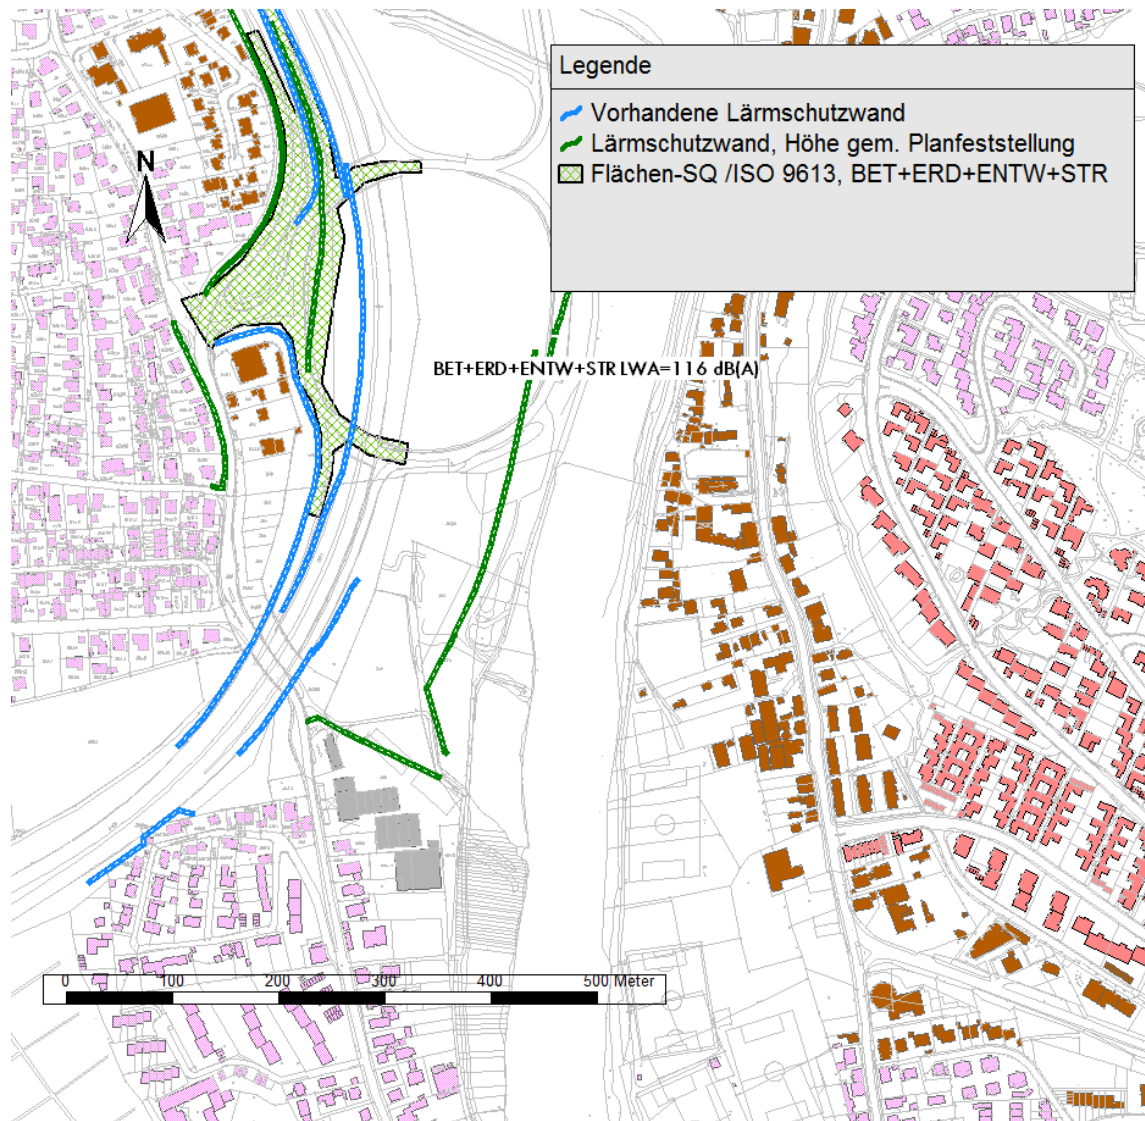 Legende
Vorhandene Lärmschutzwand
Lärmschutzwand, Höhe gem. Planfeststellung
Flächen-SQ /ISO 9613, BET+ERD+ENTW+STR
N
BET+ERD+ENTW+STR LWA=116 dB(A)
0 100 200 300 400 500 Meter